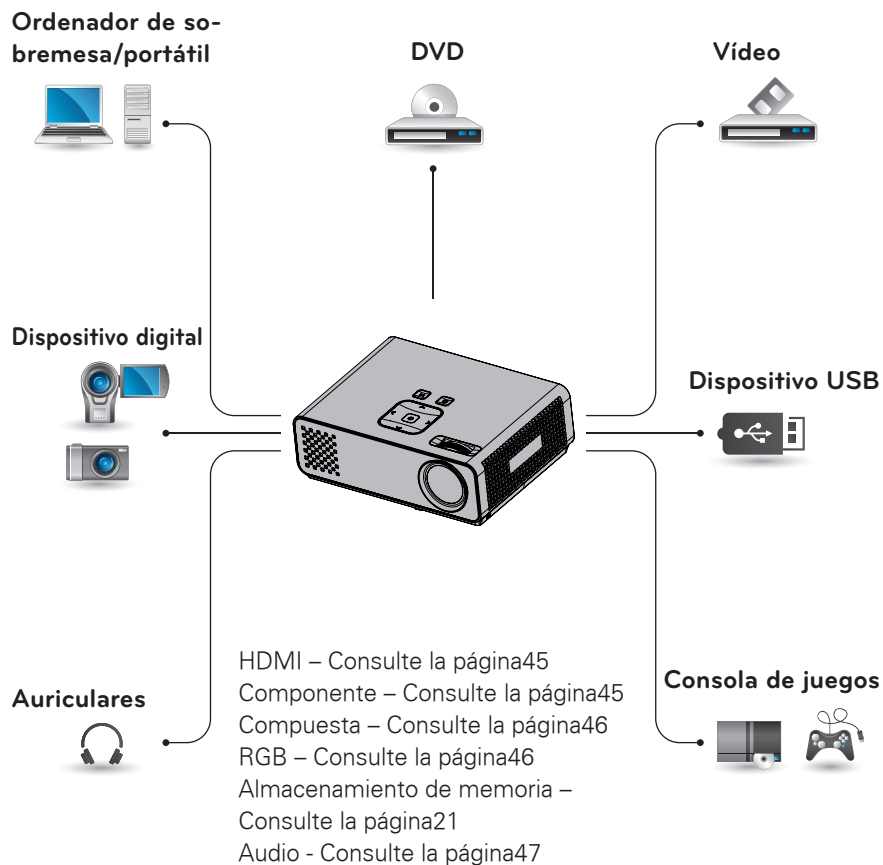 Ordenador de so-
bremesa/portátil
DVD
Vídeo
Dispositivo digital
Dispositivo USB
Auriculares
Consola de juegos
HDMI – Consulte la página45
Componente – Consulte la página45
Compuesta – Consulte la página46
RGB – Consulte la página46
Almacenamiento de memoria –
Consulte la página21
Audio - Consulte la página47